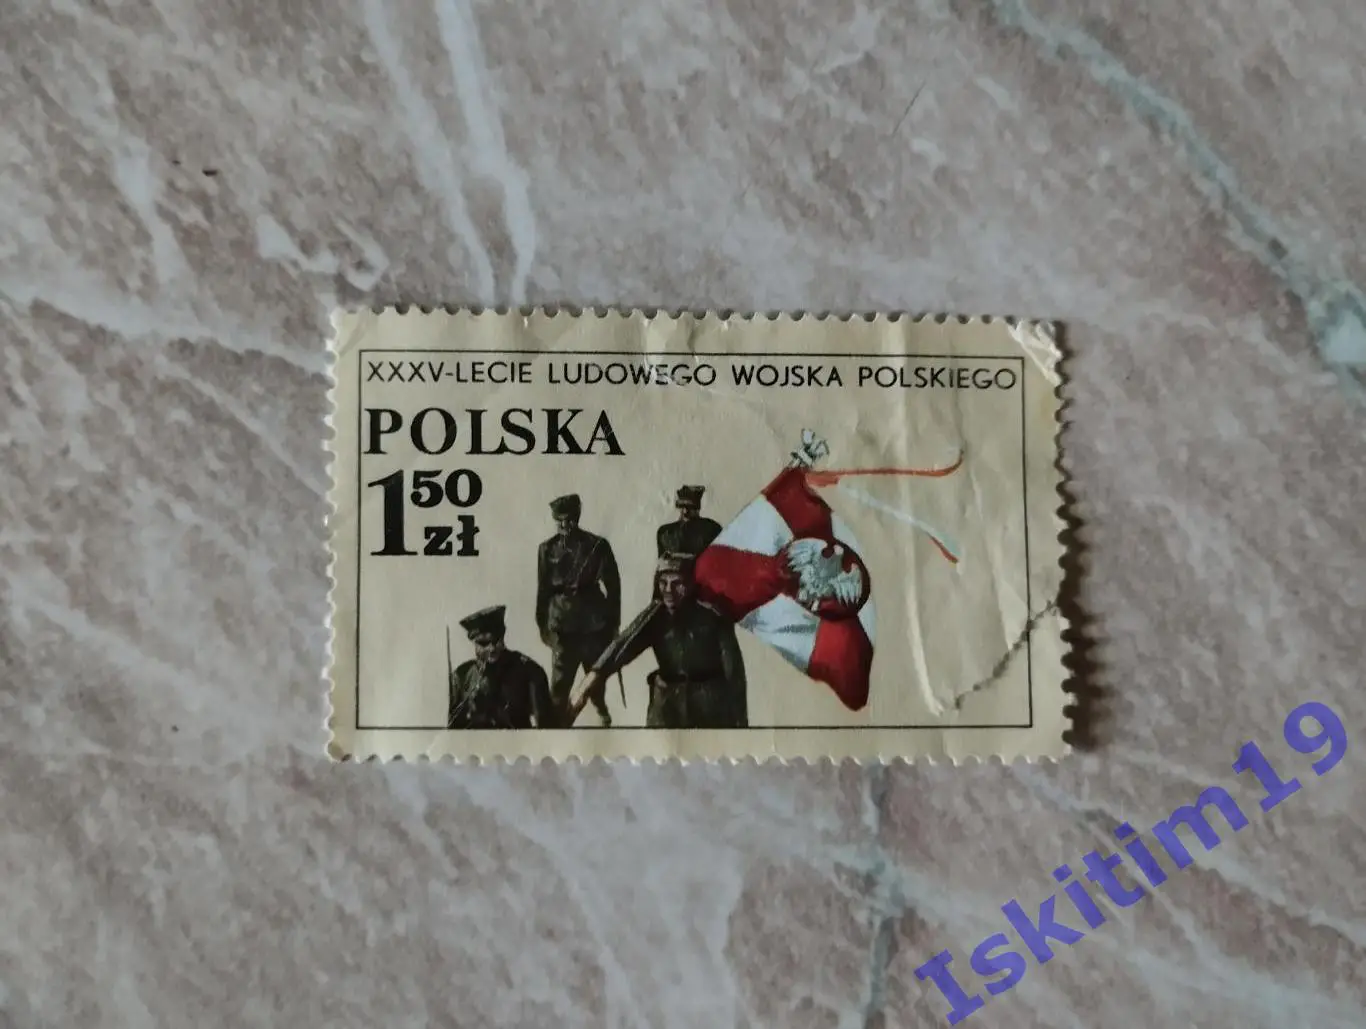 XXXV-LECIE LUDOWEGO WOJSKA POLSKIEGO
POLSKA
1 50
zł
Iskitim19